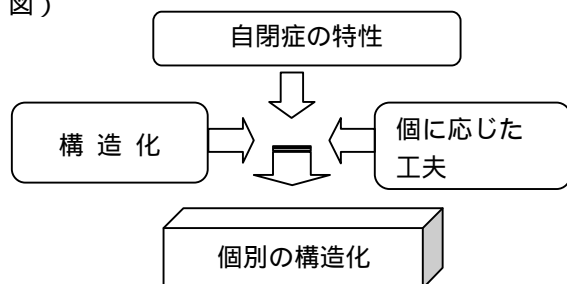 図）
自閉症の特性
構 造 化
個に応じた
工夫
個別の構造化